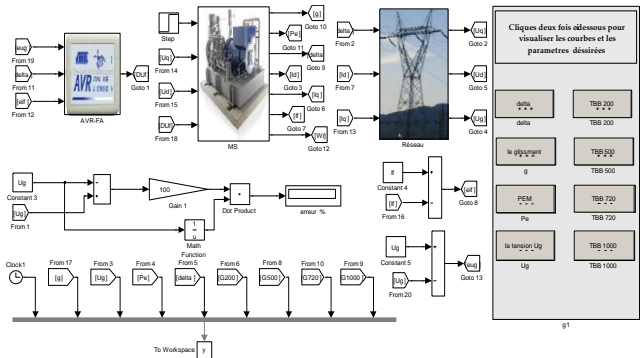 eug
From 19
delta
From 11
[eif]
From 12
AVR
AVR-FA
Goto 1
Step
[Uq]
From 14
[Ud]
From 15
From 18
MS
[g]
Goto 10
[Pe]
Goto 11
delta
Goto 9
[Id]
Goto 3
[Iq]
Goto 6
[If]
Goto 7
[Wr]
Goto 12
delta
From 2
[Id]
From 7
[Iq]
From 13
Réseau
[Uq]
Goto 2
[Ud]
Goto 5
[Ug]
Goto 4
Cliques deux fois cidessous pour
visualiser les courbes et les
parametres déssirées
delta
delta
TBB 200
TBB 200
le glissment
g
TBB 500
TBB 500
PEM
Pe
TBB 720
TBB 720
la tension Ug
Ug
TBB 1000
TBB 1000
g1
Ug
Constant 3
[Ug]
From 1
-
+
100
Gain 1
Dot Product
erreur %
1
u
Math
Function
If
Constant 4
[If]
From 16
+
−
[eif]
Goto 8
Ug
Constant 5
[Ug]
From 20
+
−
eug
Goto 13
Clock1
From 17
[g]
From 3
[Ug]
From 4
[Pe]
From 5
[delta ]
From 6
[G200 ]
From 8
[G500 ]
From 10
[G720 ]
From 9
[G1000 ]
To Workspace
y